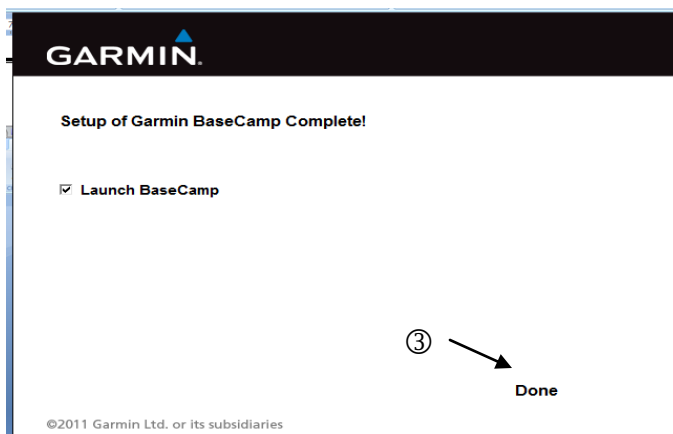 GARMIN.
Setup of Garmin BaseCamp Complete!
Launch BaseCamp
③
Done
©2011 Garmin Ltd. or its subsidiaries